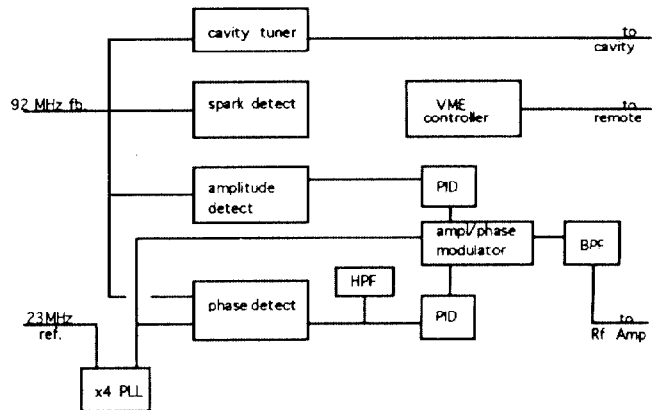 cavity tuner
to
cavity
92 MHz fb.
spark detect
VME
controller
to
remote
amplitude
detect
PID
ampl/phase
modulator
BPF
HPF
phase detect
PID
23MHz
ref.
to
Rf Amp
x4 PLL